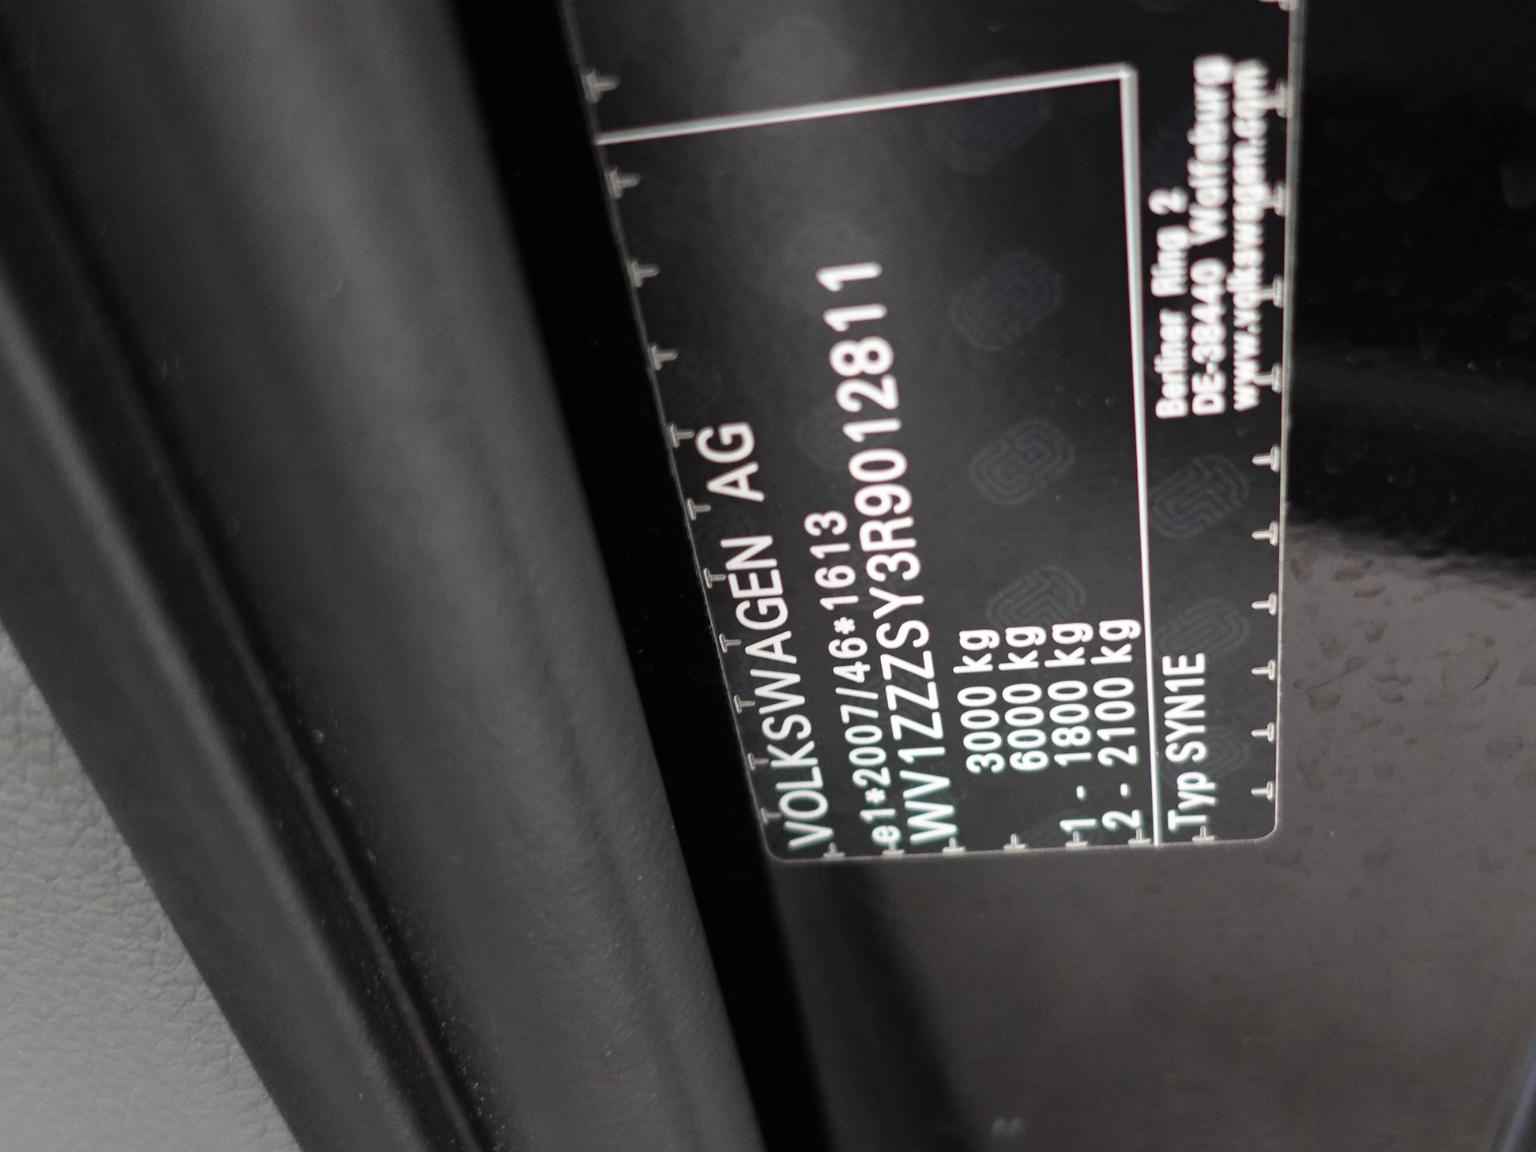 VOLKSWAGEN AG
e1*2007/46*1613
WV1ZZZSY3R9012811
3000 kg
6000 kg
1 - 1800 kg
2 - 2100 kg
Typ SYN1E
Berliner Ring 2
DE-38440 Wolfsburg
www.volkswagen.com